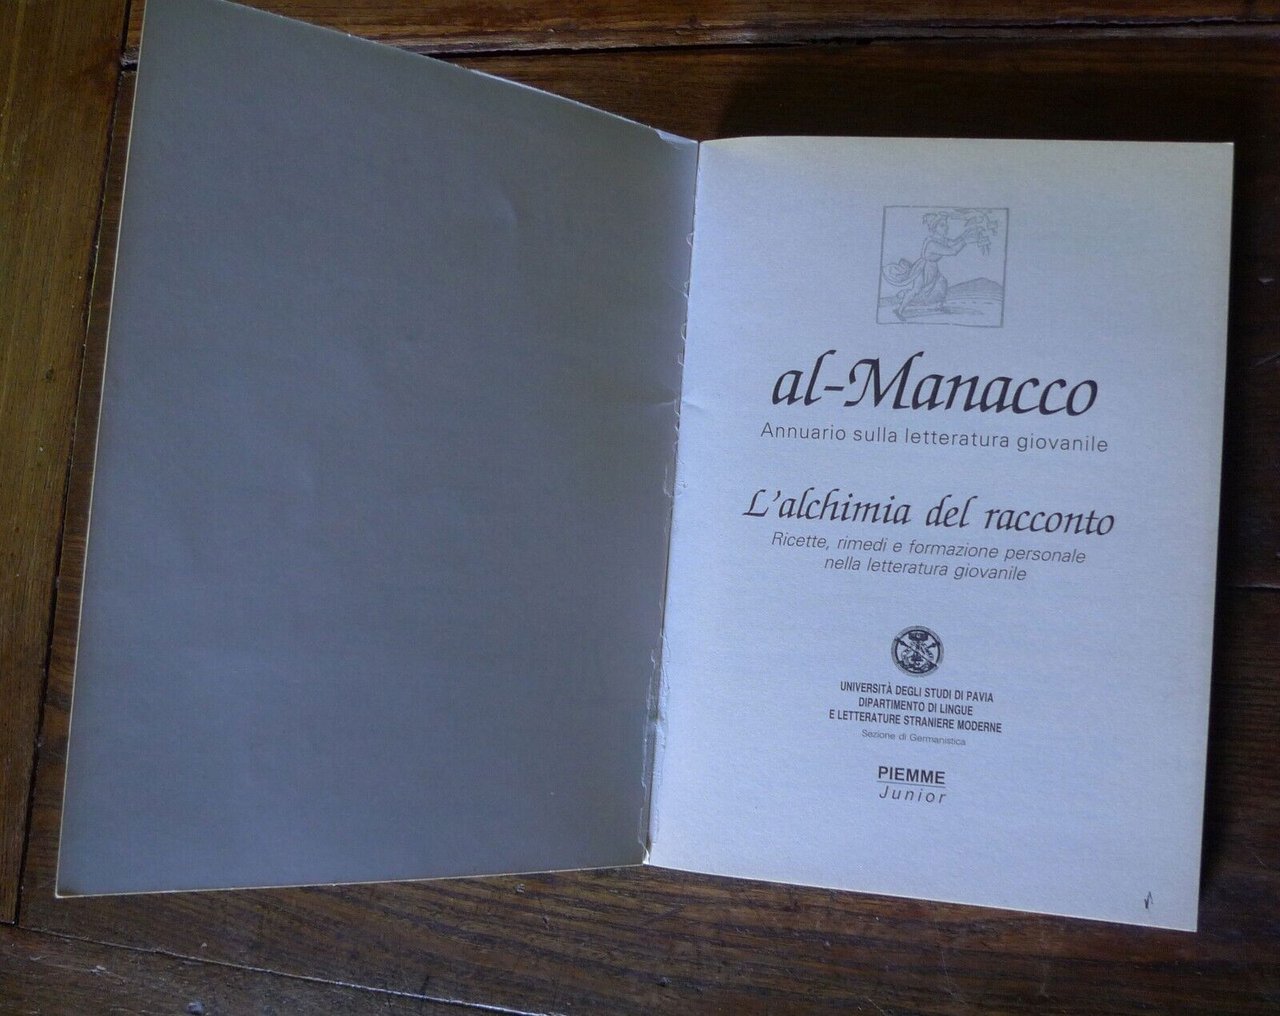 al-Manacco
Annuario sulla letteratura giovanile
L'alchimia del racconto
Ricette, rimedi e formazione personale
nella letteratura giovanile
UNIVERSITÀ DEGLI STUDI DI PAVIA
DIPARTIMENTO DI LINGUE
E LETTERATURE STRANIERE MODERNE
Sezione di Germanistica
PIEMME
Junior